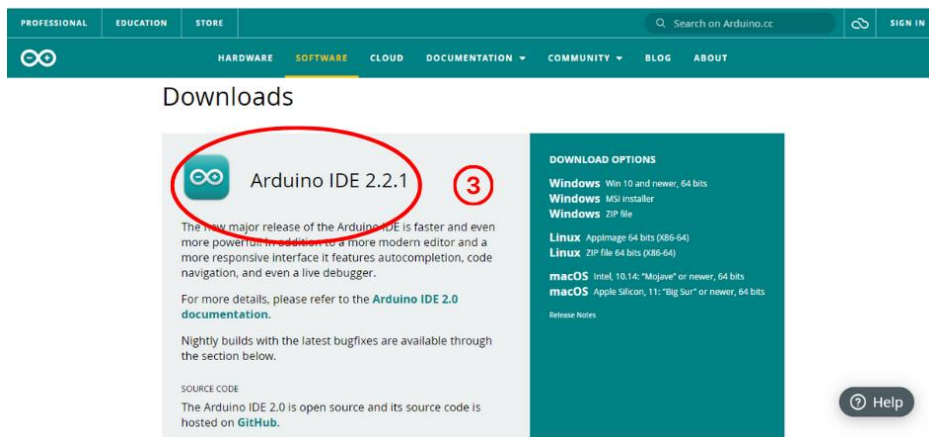 PROFESSIONAL EDUCATION STORE Search on Arduino.cc SIGN IN
HARDWARE SOFTWARE CLOUD DOCUMENTATION COMMUNITY BLOG ABOUT
Downloads
Arduino IDE 2.2.1
3
The new major release of the Arduino IDE is faster and even
more powerful! In addition to a more modern editor and a
more responsive interface it features autocompletion, code
navigation, and even a live debugger.
For more details, please refer to the Arduino IDE 2.0
documentation.
Nightly builds with the latest bugfixes are available through
the section below.
SOURCE CODE
The Arduino IDE 2.0 is open source and its source code is
hosted on GitHub.
DOWNLOAD OPTIONS
Windows Win 10 and newer, 64 bits
Windows MSI installer
Windows ZIP file
Linux AppImage 64 bits (X86-64)
Linux ZIP file 64 bits (X86-64)
macOS Intel, 10.14: "Mojave" or newer, 64 bits
macOS Apple Silicon, 11: "Big Sur" or newer, 64 bits
Release Notes
Help